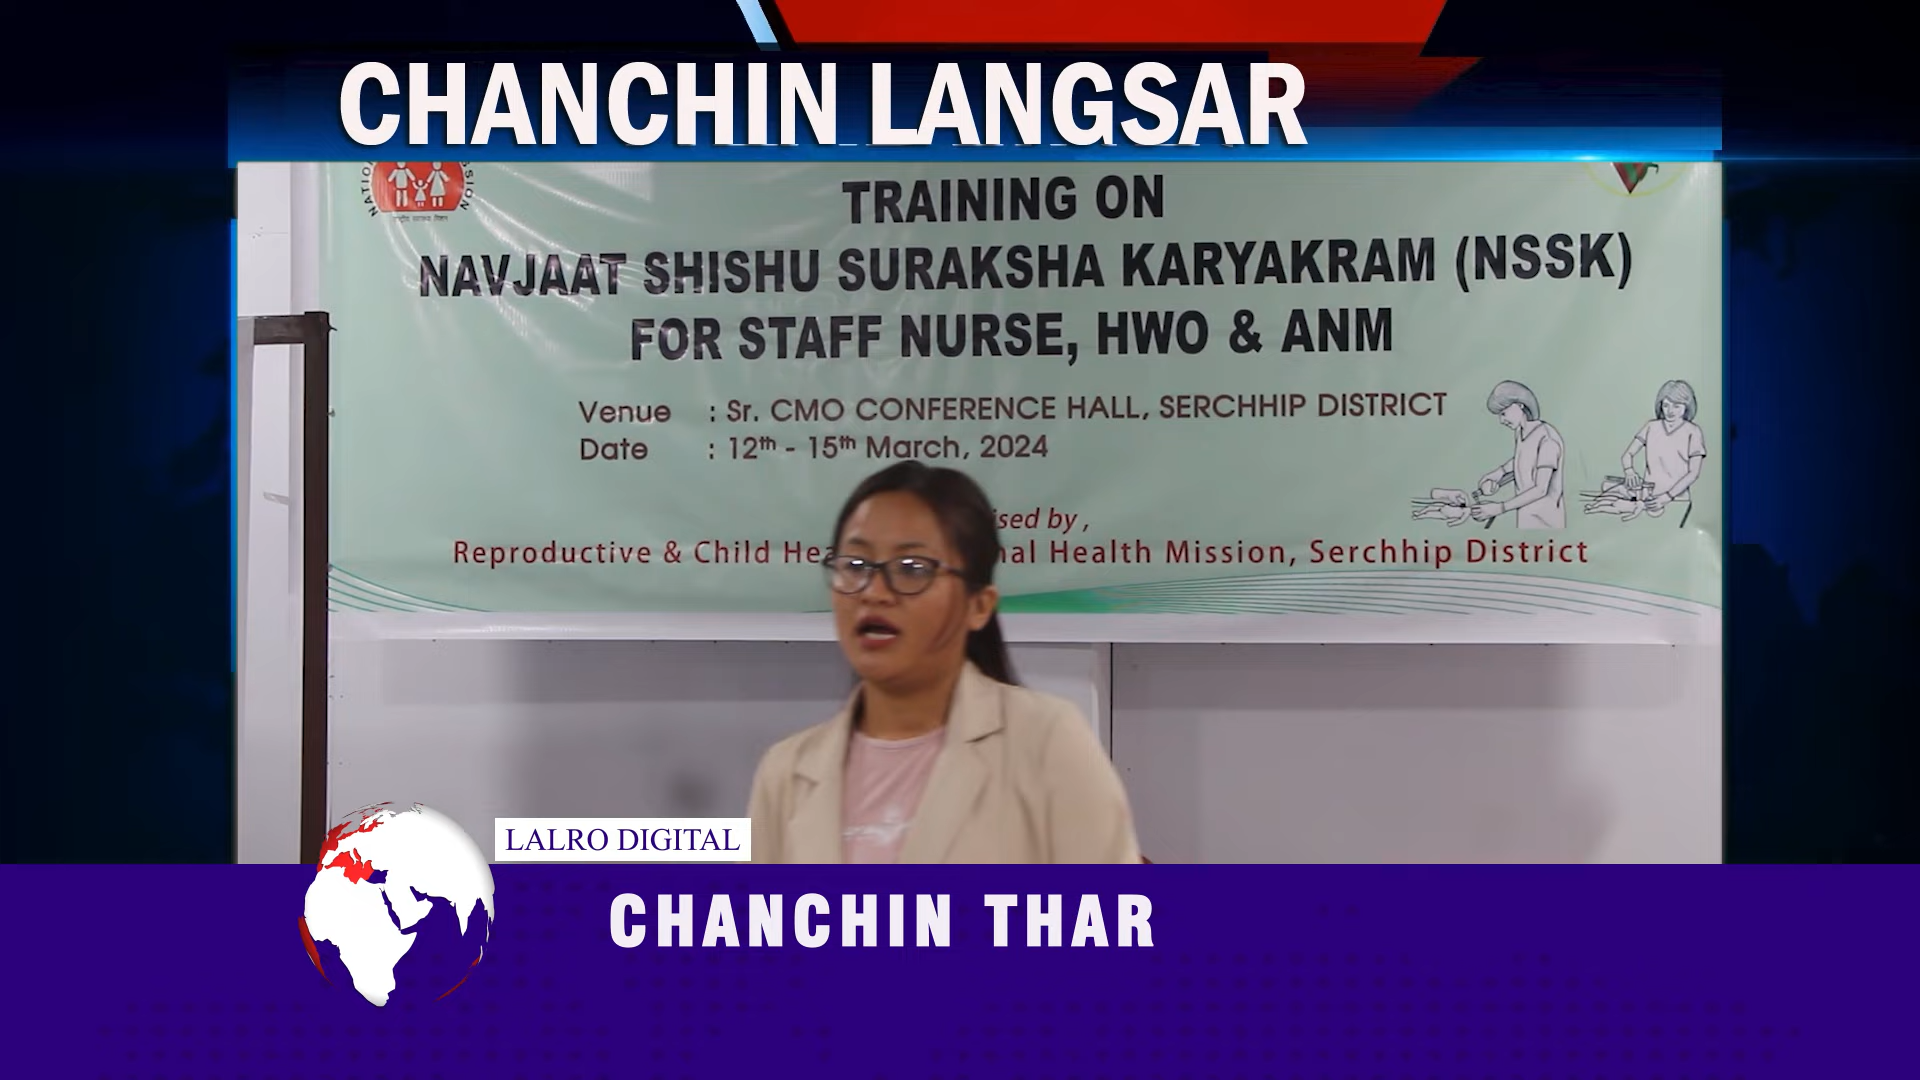 CHANCHIN LANGSAR
TRAINING ON
NAVJAAT SHISHU SURAKSHA KARYAKRAM (NSSK)
FOR STAFF NURSE, HWO & ANM
Venue : Sr. CMO CONFERENCE HALL, SERCHHIP DISTRICT
Date : 12th - 15th March, 2024
ised by,
Reproductive & Child Hea nal Health Mission, Serchhip District
LALRO DIGITAL
CHANCHIN THAR